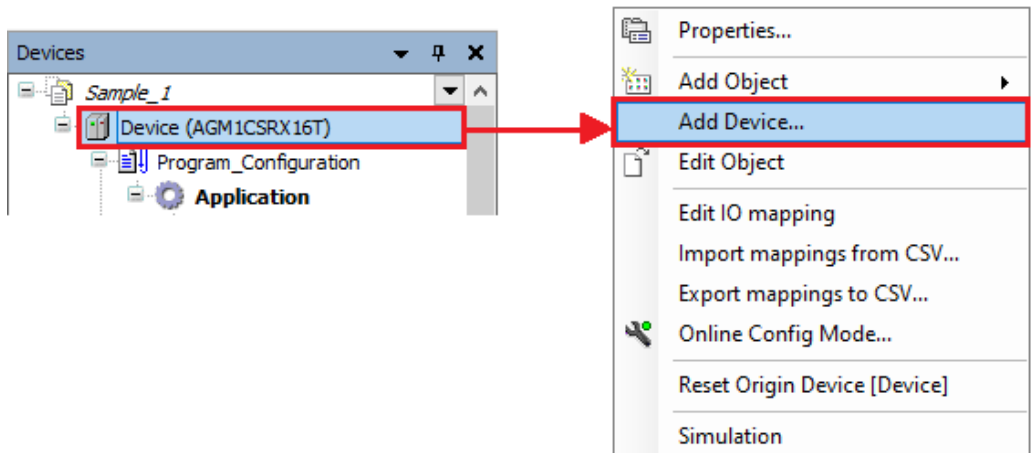 Devices
Sample_1
Device (AGM1CSRX16T)
Program_Configuration
Application
Properties...
Add Object
Add Device...
Edit Object
Edit IO mapping
Import mappings from CSV...
Export mappings to CSV...
Online Config Mode...
Reset Origin Device [Device]
Simulation